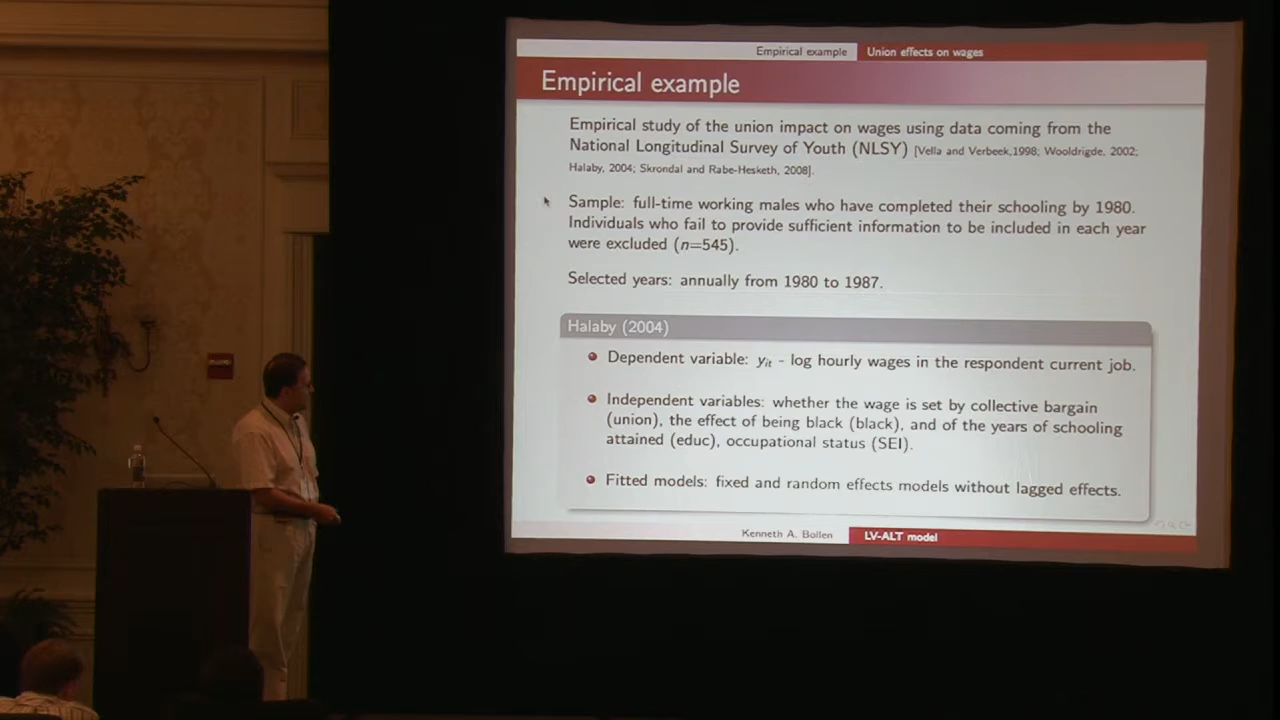 Empirical example Union effects on wages
Empirical example
Empirical study of the union impact on wages using data coming from the
National Longitudinal Survey of Youth (NLSY) [Vella and Verbeek,1998; Wooldrigde, 2002;
Halaby, 2004; Skrondal and Rabe-Hesketh, 2008].
Sample: full-time working males who have completed their schooling by 1980.
Individuals who fail to provide sufficient information to be included in each year
were excluded (n=545).
Selected years: annually from 1980 to 1987.
Halaby (2004)
Dependent variable: yit - log hourly wages in the respondent current job.
Independent variables: whether the wage is set by collective bargain
(union), the effect of being black (black), and of the years of schooling
attained (educ), occupational status (SEI).
Fitted models: fixed and random effects models without lagged effects.
Kenneth A. Bollen LV-ALT model